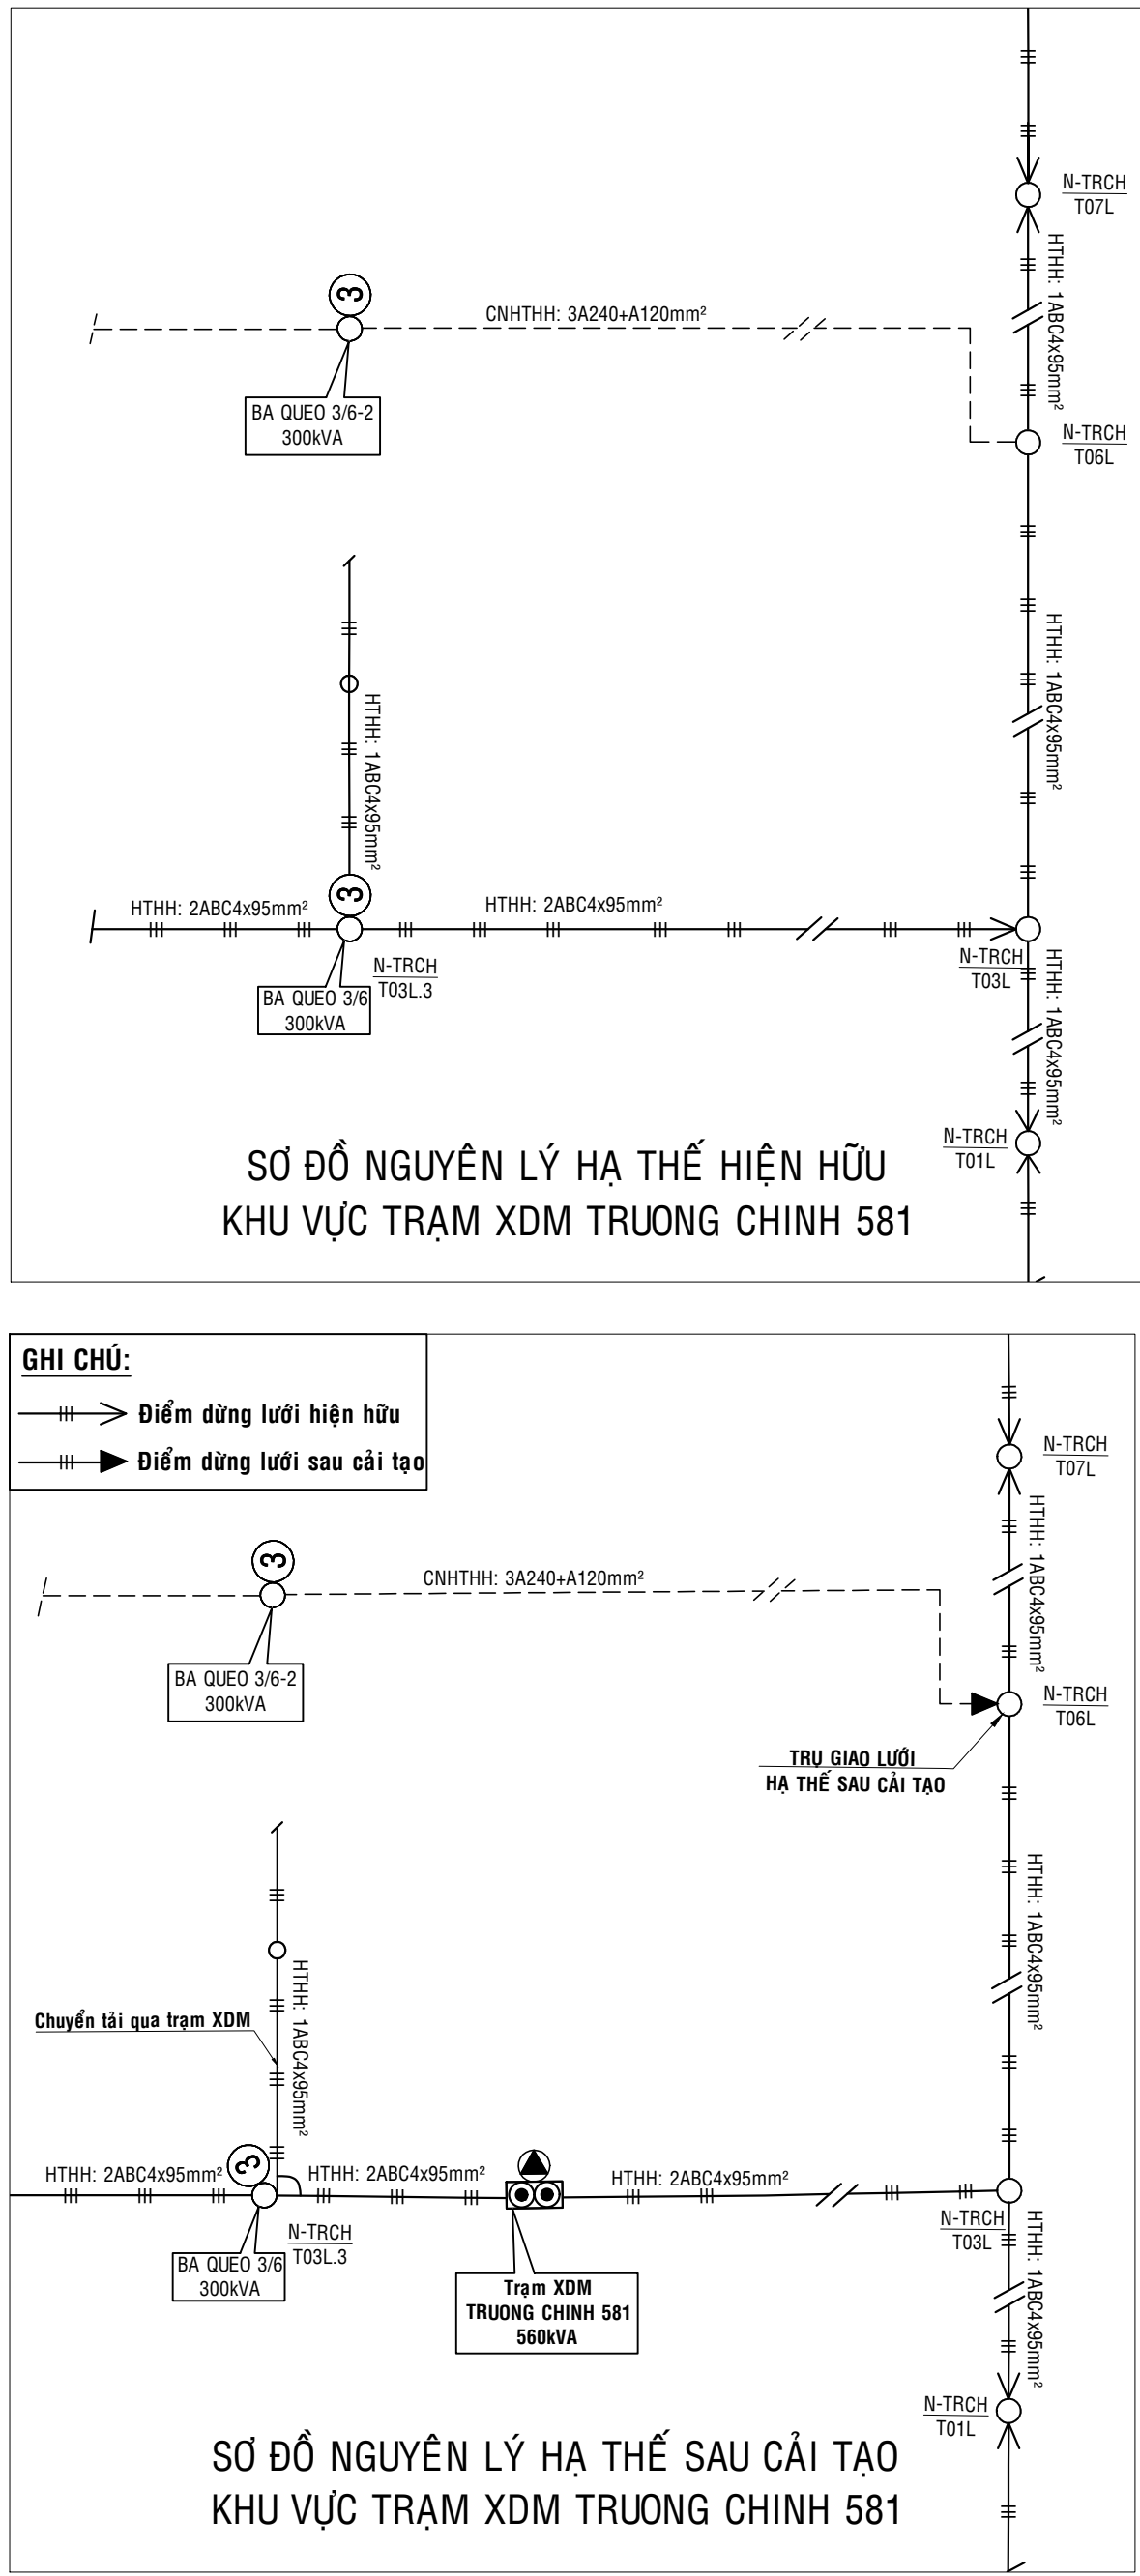 N-TRCH
T07L
HTHH: 1ABC4x95mm²
3
CNHTHH: 3A240+A120mm²
BA QUEO 3/6-2
300kVA
N-TRCH
T06L
HTHH: 1ABC4x95mm²
HTHH: 1ABC4x95mm²
3
HTHH: 2ABC4x95mm²
HTHH: 2ABC4x95mm²
N-TRCH
T03L.3
BA QUEO 3/6
300kVA
N-TRCH
T03L
HTHH: 1ABC4x95mm²
N-TRCH
T01L
SƠ ĐỒ NGUYÊN LÝ HẠ THẾ HIỆN HỮU
KHU VỰC TRẠM XDM TRUONG CHINH 581
GHI CHÚ:
Điểm dừng lưới hiện hữu
Điểm dừng lưới sau cải tạo
N-TRCH
T07L
HTHH: 1ABC4x95mm²
3
CNHTHH: 3A240+A120mm²
BA QUEO 3/6-2
300kVA
N-TRCH
T06L
TRỤ GIAO LƯỚI
HẠ THẾ SAU CẢI TẠO
HTHH: 1ABC4x95mm²
HTHH: 1ABC4x95mm²
Chuyển tải qua trạm XDM
3
HTHH: 2ABC4x95mm²
HTHH: 2ABC4x95mm²
HTHH: 2ABC4x95mm²
N-TRCH
T03L.3
BA QUEO 3/6
300kVA
Trạm XDM
TRUONG CHINH 581
560kVA
N-TRCH
T03L
HTHH: 1ABC4x95mm²
N-TRCH
T01L
SƠ ĐỒ NGUYÊN LÝ HẠ THẾ SAU CẢI TẠO
KHU VỰC TRẠM XDM TRUONG CHINH 581